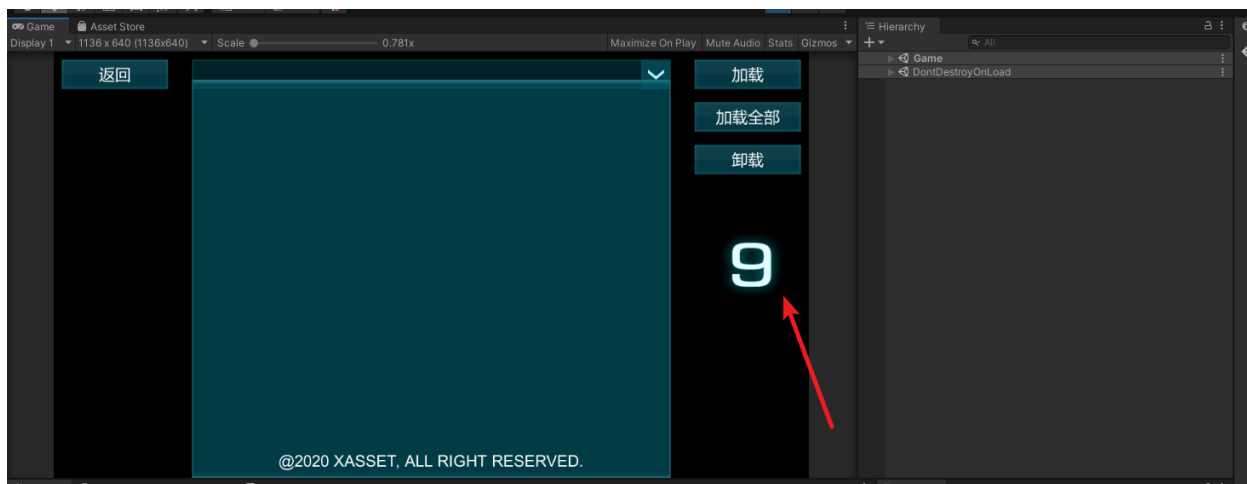 Game
Asset Store
Display 1
1136 x 640 (1136x640)
Scale
0.781x
Maximize On Play
Mute Audio
Stats
Gizmos
Hierarchy
All
Game
DontDestroyOnLoad
返回
加载
加载全部
卸载
9
@2020 XASSET, ALL RIGHT RESERVED.